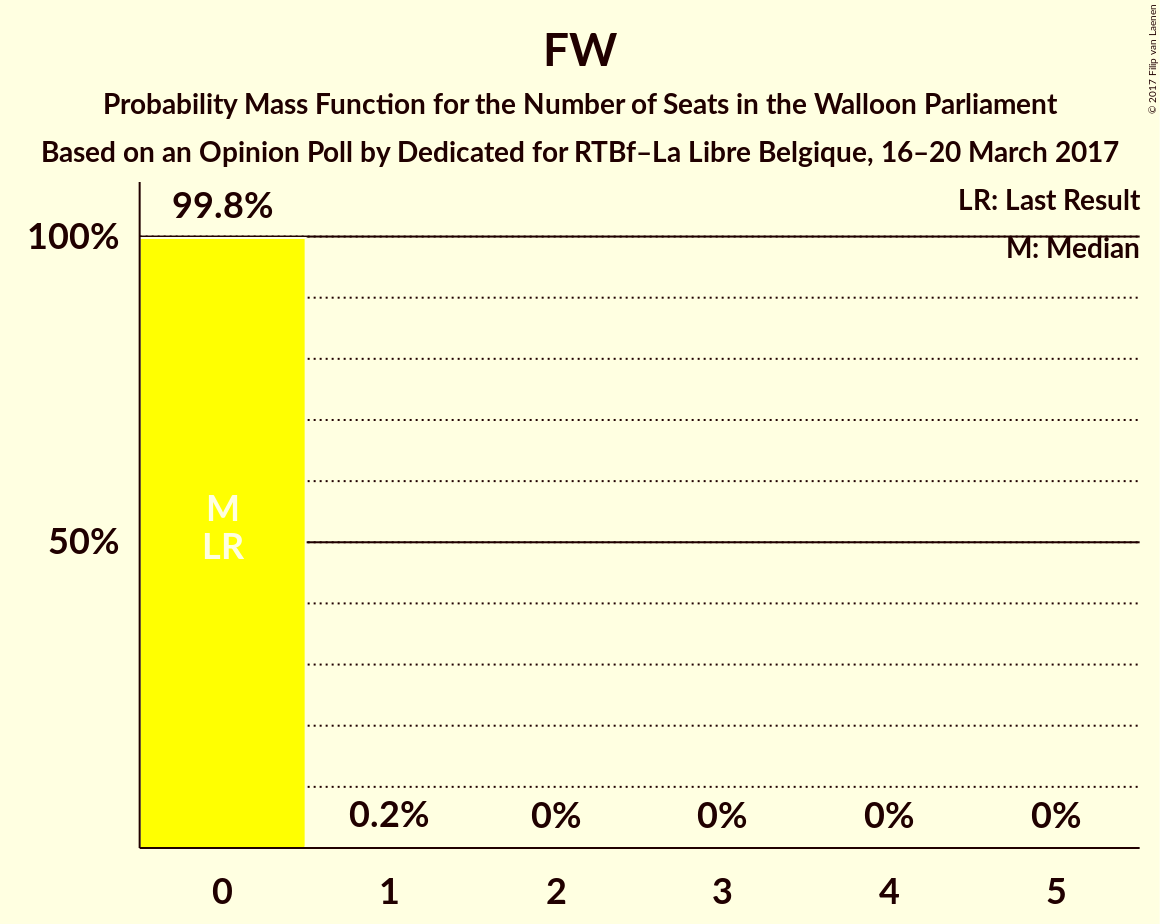 FW
Probability Mass Function for the Number of Seats in the Walloon Parliament
Based on an Opinion Poll by Dedicated for RTBf–La Libre Belgique, 16–20 March 2017
© 2017 Filip van Laenen
LR: Last Result
M: Median
99.8%
100%
50%
M
LR
0.2%
0%
0%
0%
0%
0
1
2
3
4
5